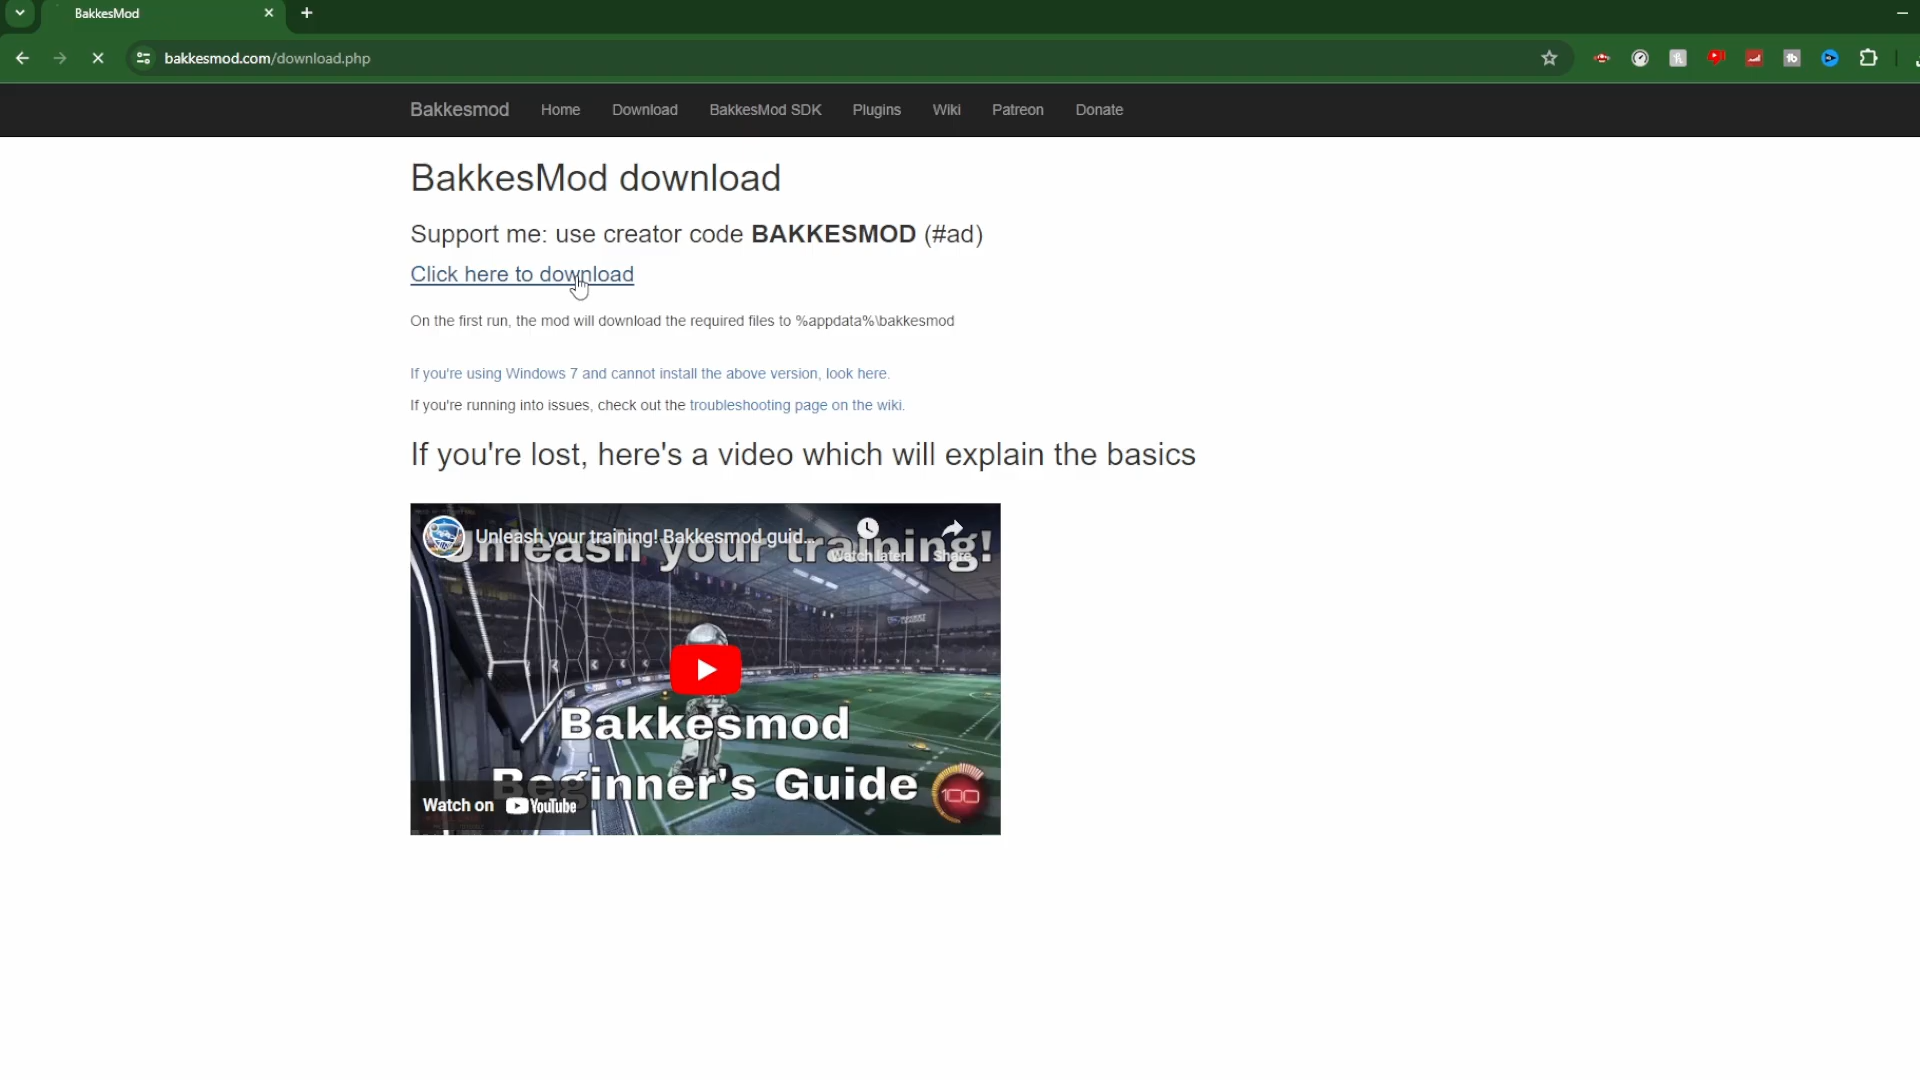 BakkesMod
bakkesmod.com/download.php
Bakkesmod Home Download BakkesMod SDK Plugins Wiki Patreon Donate
BakkesMod download
Support me: use creator code BAKKESMOD (#ad)
Click here to download
On the first run, the mod will download the required files to %appdata%\bakkesmod
If you're using Windows 7 and cannot install the above version, look here.
If you're running into issues, check out the troubleshooting page on the wiki.
If you're lost, here's a video which will explain the basics
Unleash your training! Bakkesmod guid...
Unleash your training!
Watch later Share
Bakkesmod
Beginner's Guide
100
Watch on YouTube